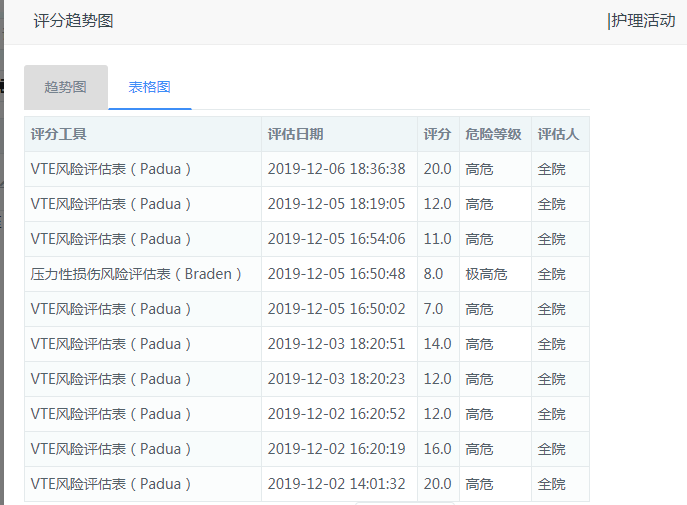 评分趋势图 |护理活动
趋势图 表格图
评分工具 评估日期 评分 危险等级 评估人
VTE风险评估表（Padua） 2019-12-06 18:36:38 20.0 高危 全院
VTE风险评估表（Padua） 2019-12-05 18:19:05 12.0 高危 全院
VTE风险评估表（Padua） 2019-12-05 16:54:06 11.0 高危 全院
压力性损伤风险评估表（Braden） 2019-12-05 16:50:48 8.0 极高危 全院
VTE风险评估表（Padua） 2019-12-05 16:50:02 7.0 高危 全院
VTE风险评估表（Padua） 2019-12-03 18:20:51 14.0 高危 全院
VTE风险评估表（Padua） 2019-12-03 18:20:23 12.0 高危 全院
VTE风险评估表（Padua） 2019-12-02 16:20:52 12.0 高危 全院
VTE风险评估表（Padua） 2019-12-02 16:20:19 16.0 高危 全院
VTE风险评估表（Padua） 2019-12-02 14:01:32 20.0 高危 全院